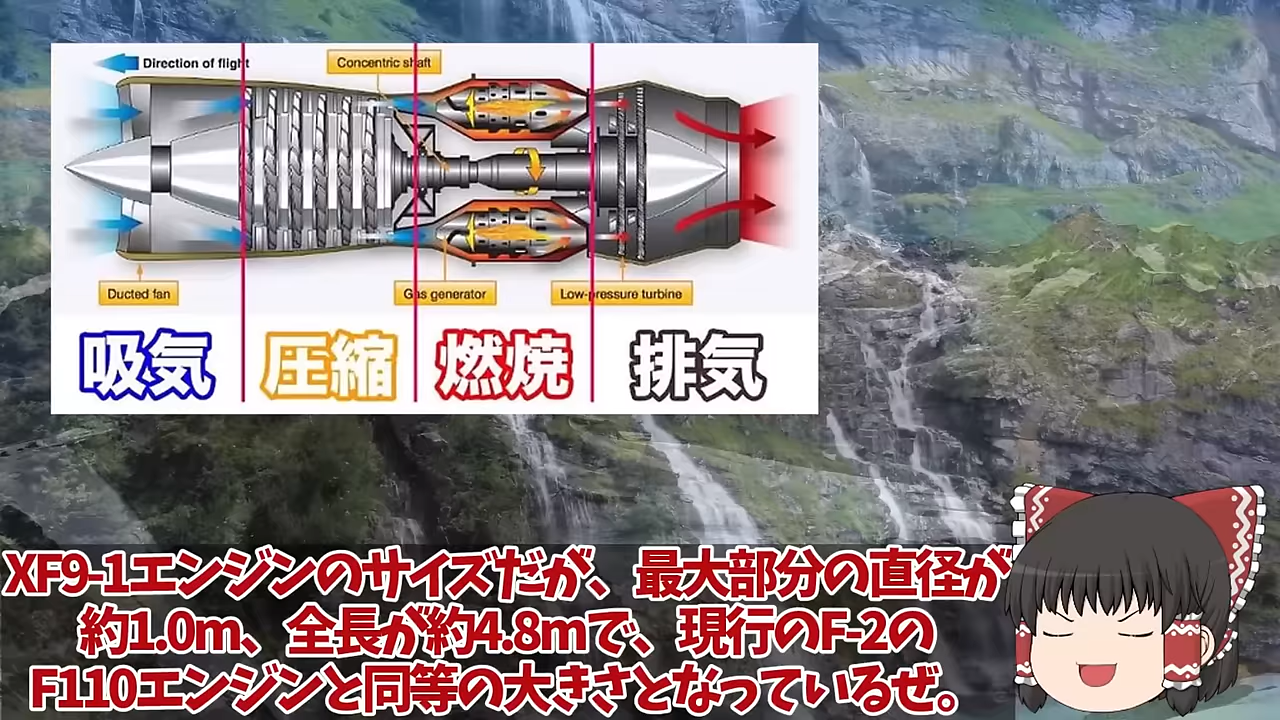 Direction of flight
Concentric shaft
Ducted fan
Gas generator
Low-pressure turbine
吸気
圧縮
燃焼
排気
XF9-1エンジンのサイズだが、最大部分の直径が
約1.0m、全長が約4.8mで、現行のF-2の
F110エンジンと同等の大きさとなっているぜ。